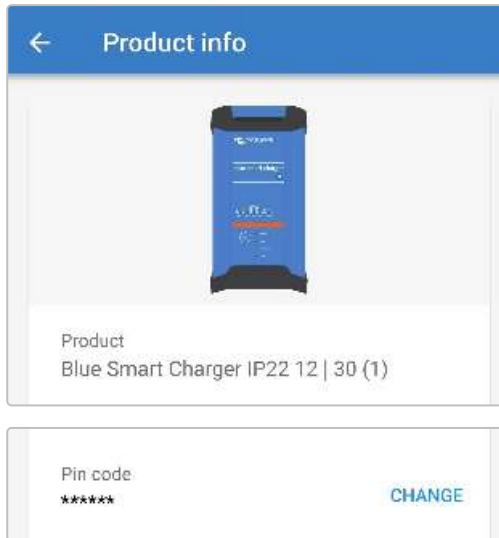 Product info
Product
Blue Smart Charger IP22 12 | 30 (1)
Pin code
******
CHANGE